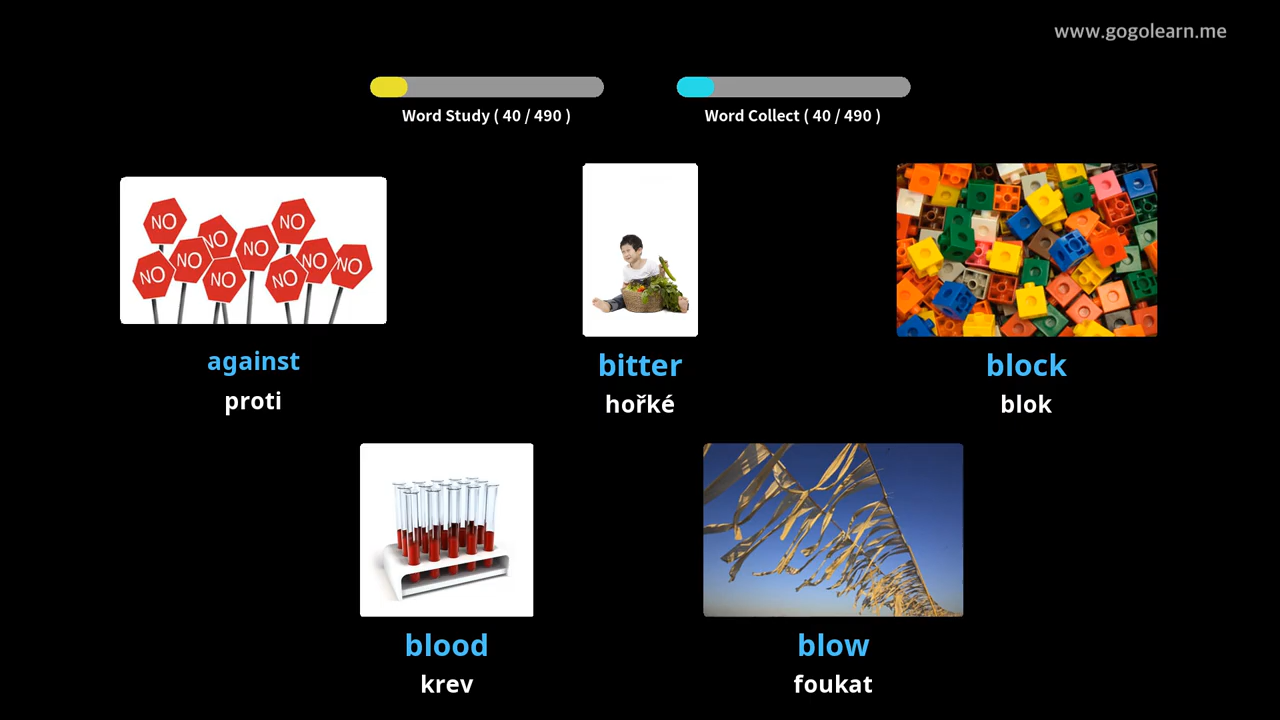 www.gogolearn.me
Word Study ( 40 / 490 )
Word Collect ( 40 / 490 )
NO
NO
NO
NO
NO
NO
NO
NO
NO
NO
against
proti
bitter
hořké
block
blok
blood
krev
blow
foukat